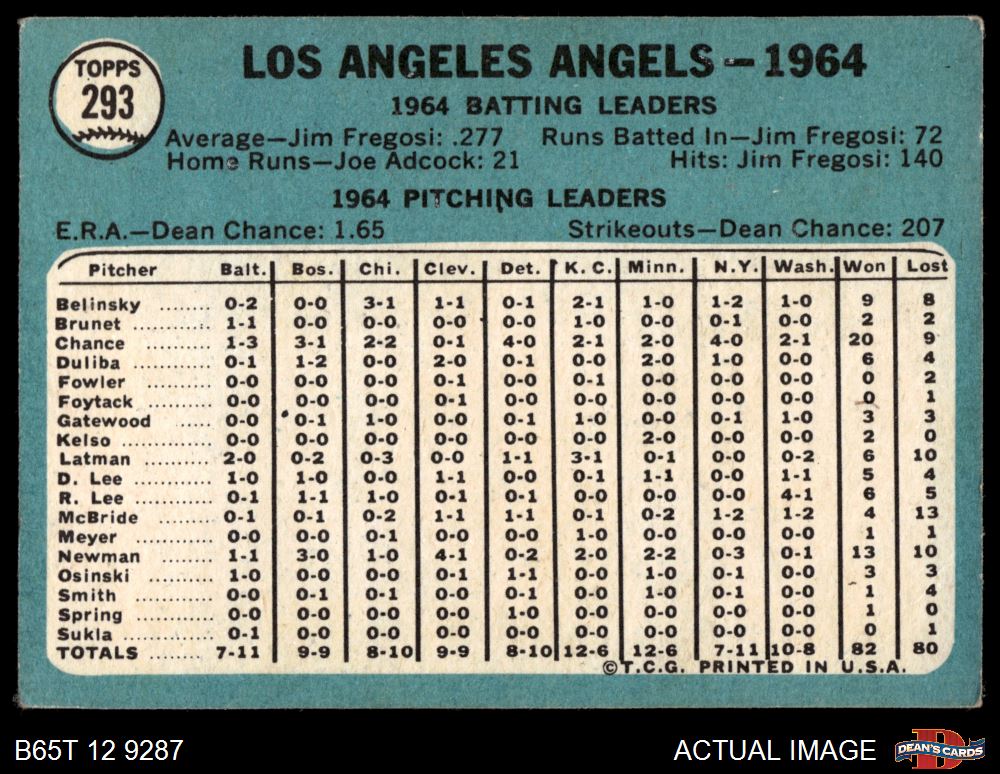 TOPPS
293
LOS ANGELES ANGELS—1964
1964 BATTING LEADERS
Average—Jim Fregosi: .277 Runs Batted In—Jim Fregosi: 72
Home Runs—Joe Adcock: 21 Hits: Jim Fregosi: 140
1964 PITCHING LEADERS
E.R.A.—Dean Chance: 1.65 Strikeouts—Dean Chance: 207
Pitcher Balt. Bos. Chi. Clev. Det. K. C. Minn. N.Y. Wash. Won Lost
Belinsky ....... 0-2 0-0 3-1 1-1 0-1 2-1 1-0 1-2 1-0 9 8
Brunet .......... 1-1 0-0 0-0 0-0 0-0 1-0 0-0 0-1 0-0 2 2
Chance ......... 1-3 3-1 2-2 0-1 4-0 2-1 2-0 4-0 2-1 20 9
Duliba .......... 0-1 1-2 0-0 2-0 0-0 0-0 2-0 1-0 0-0 6 4
Fowler ......... 0-0 0-0 0-0 0-1 0-0 0-1 0-0 0-0 0-0 0 2
Foytack ......... 0-0 0-0 0-0 0-1 0-0 0-0 0-0 0-0 0-0 0 1
Gatewood ..... 0-0 0-1 1-0 0-0 0-1 1-0 0-0 0-1 1-0 3 3
Kelso ............ 0-0 0-0 0-0 0-0 0-0 0-0 2-0 0-0 0-0 2 0
Latman ......... 2-0 0-2 0-3 0-0 1-1 3-1 0-1 0-0 0-2 6 10
D. Lee .......... 1-0 1-0 0-0 1-1 0-0 0-1 1-1 0-0 1-1 5 4
R. Lee .......... 0-1 1-1 1-0 0-1 0-1 0-0 0-0 0-0 4-1 6 5
McBride ........ 0-1 0-1 0-2 1-1 1-1 0-1 0-2 1-2 1-2 4 13
Meyer ........... 0-0 0-0 0-1 0-0 0-0 1-0 0-0 0-0 0-0 1 1
Newman ........ 1-1 3-0 1-0 4-1 0-2 2-0 2-2 0-3 0-1 13 10
Osinski ......... 1-0 0-0 0-0 0-1 1-1 0-0 1-0 0-1 0-0 3 3
Smith ........... 0-0 0-1 0-1 0-0 0-0 0-0 1-0 0-1 0-1 1 4
Spring .......... 0-0 0-0 0-0 0-0 1-0 0-0 0-0 0-0 0-0 1 0
Sukla ............ 0-1 0-0 0-0 0-0 0-0 0-0 0-0 0-0 0-0 0 1
TOTALS ........ 7-11 9-9 8-10 9-9 8-10 12-6 12-6 7-11 10-8 82 80
©T.C.G. PRINTED IN U.S.A.
B65T 12 9287 ACTUAL IMAGE D DEAN'S CARDS